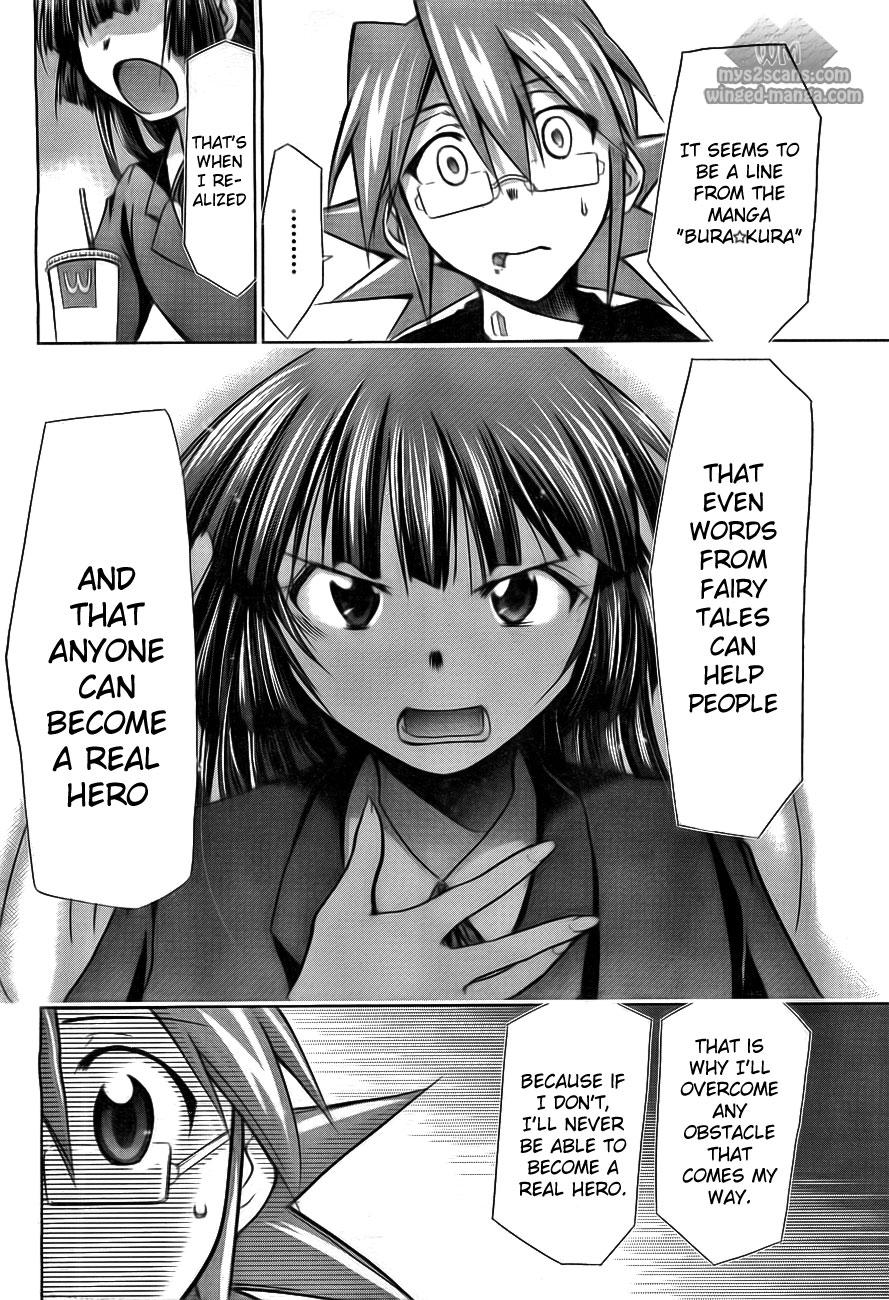 WM
mys2scans.com
winged-manga.com
IT SEEMS TO
BE A LINE
FROM THE
MANGA
"BURA☆KURA"
.........
THAT'S
WHEN
I RE-
ALIZED
THAT
EVEN
WORDS
FROM
FAIRY
TALES
CAN
HELP
PEOPLE
AND
THAT
ANYONE
CAN
BECOME
A REAL
HERO
THAT IS
WHY I'LL
OVERCOME
ANY
OBSTACLE
THAT
COMES MY
WAY.
BECAUSE IF
I DON'T,
I'LL NEVER
BE ABLE TO
BECOME A
REAL HERO.